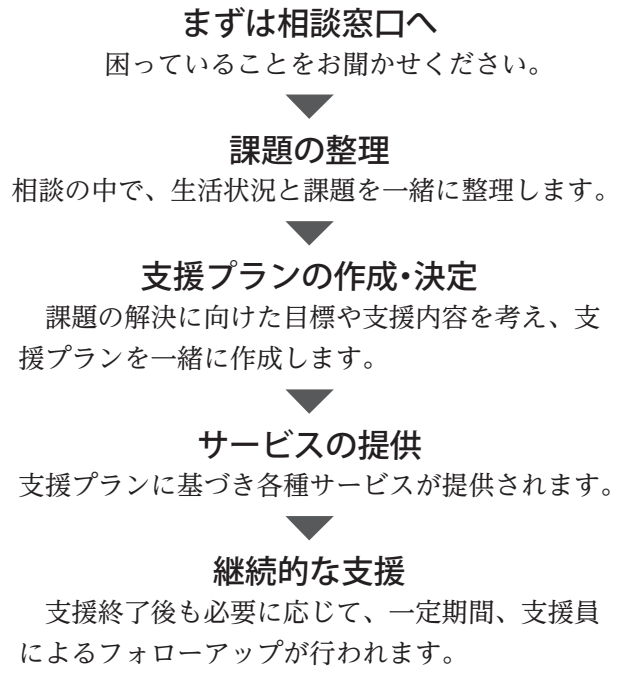 まずは相談窓口へ
困っていることをお聞かせください。
課題の整理
相談の中で、生活状況と課題を一緒に整理します。
支援プランの作成・決定
課題の解決に向けた目標や支援内容を考え、支
援プランを一緒に作成します。
サービスの提供
支援プランに基づき各種サービスが提供されます。
継続的な支援
支援終了後も必要に応じて、一定期間、支援員
によるフォローアップが行われます。